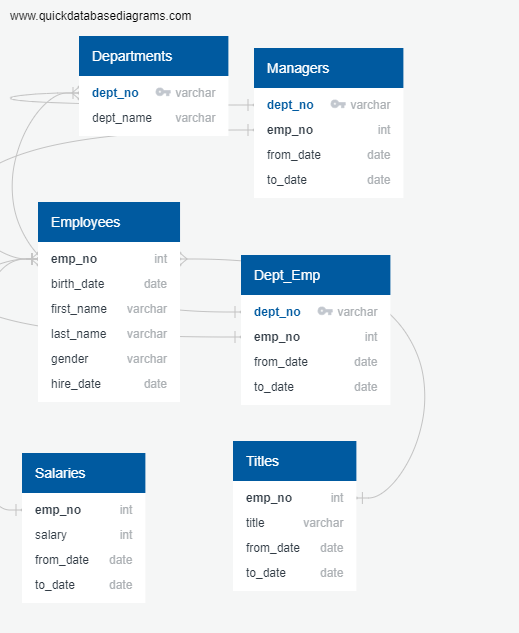 www.quickdatabasediagrams.com
Departments
dept_no varchar
dept_name varchar
Managers
dept_no varchar
emp_no int
from_date date
to_date date
Employees
emp_no int
birth_date date
first_name varchar
last_name varchar
gender varchar
hire_date date
Dept_Emp
dept_no varchar
emp_no int
from_date date
to_date date
Salaries
emp_no int
salary int
from_date date
to_date date
Titles
emp_no int
title varchar
from_date date
to_date date